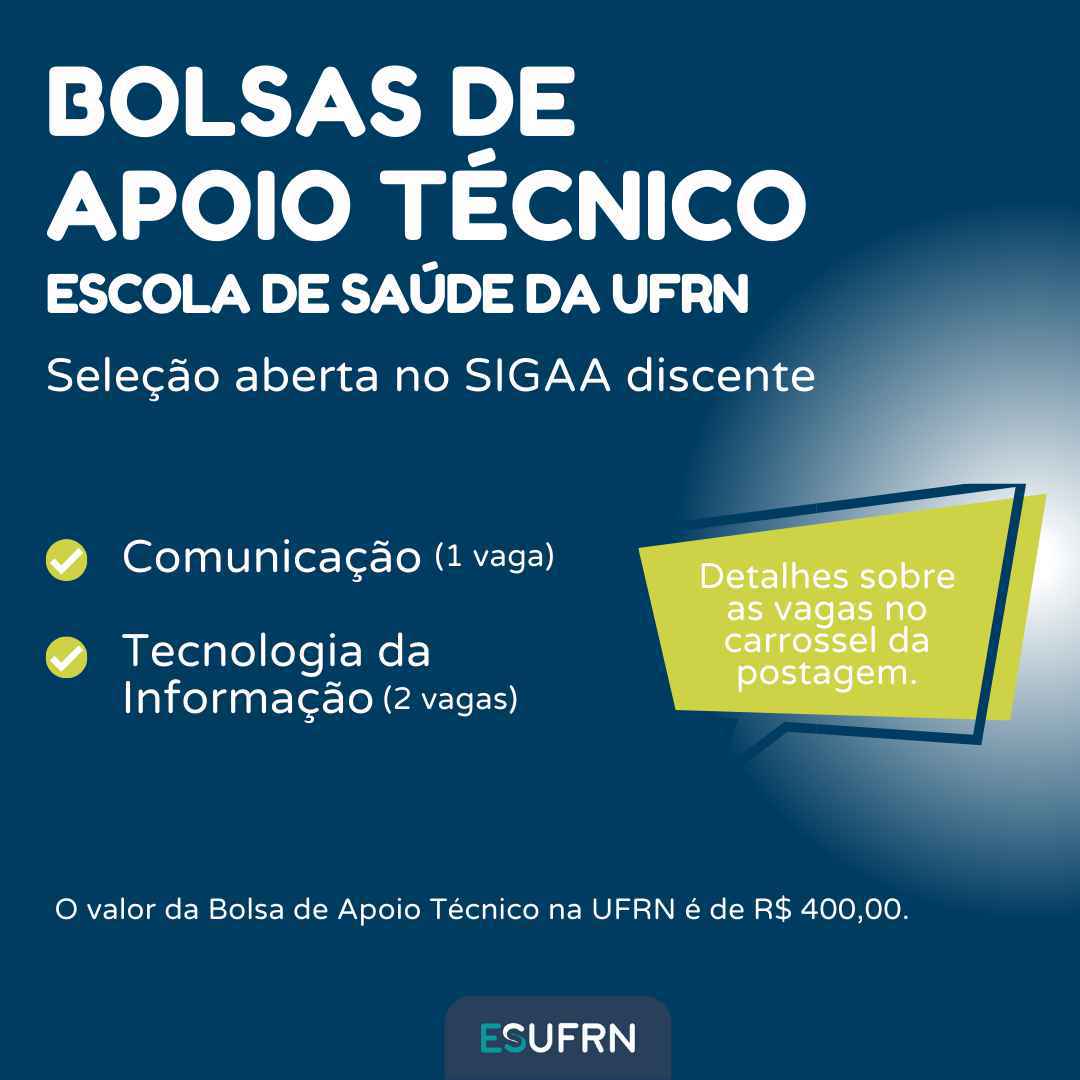 BOLSAS DE
APOIO TÉCNICO
ESCOLA DE SAÚDE DA UFRN
Seleção aberta no SIGAA discente
Comunicação (1 vaga)
Tecnologia da
Informação (2 vagas)
Detalhes sobre
as vagas no
carrossel da
postagem.
O valor da Bolsa de Apoio Técnico na UFRN é de R$ 400,00.
ESUFRN